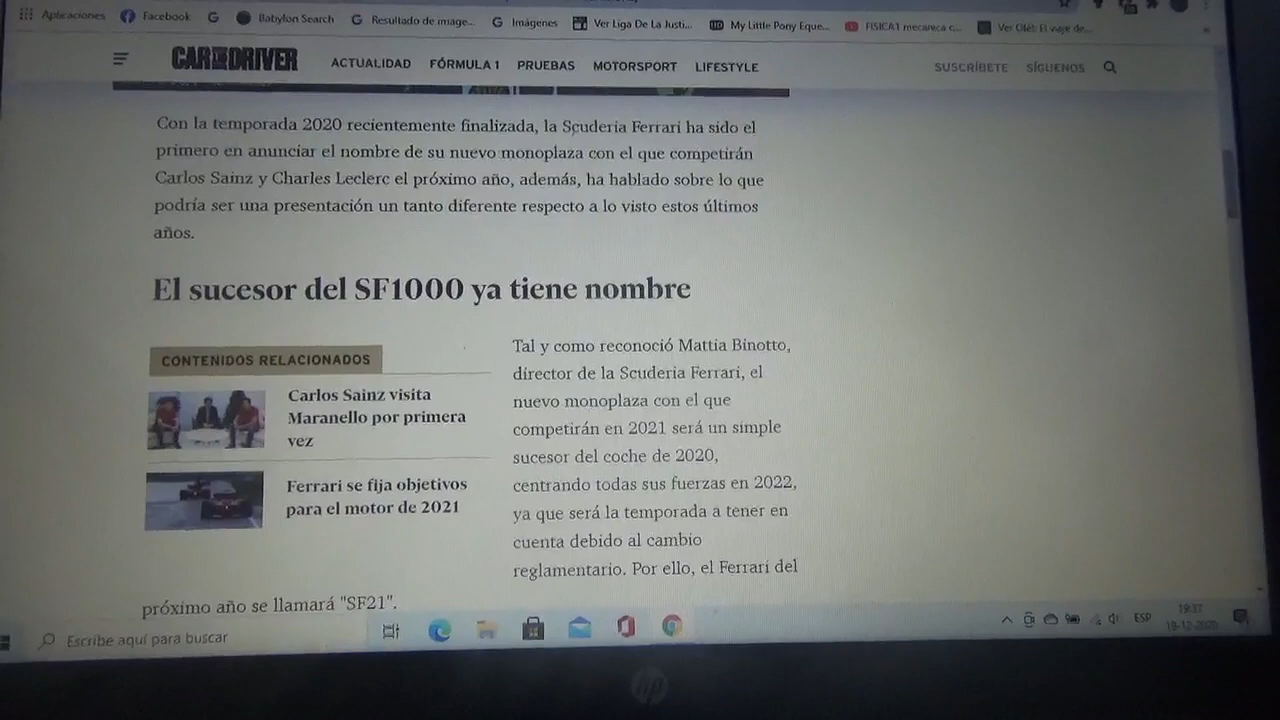 Aplicaciones Facebook Babylon Search Resultado de image... Imágenes Ver Liga De La Justi... My Little Pony Eque... FISICA1 mecanica c... Ver Olét: El viaje de...
CAR AND DRIVER ACTUALIDAD FÓRMULA 1 PRUEBAS MOTORSPORT LIFESTYLE SUSCRÍBETE SÍGUENOS
Con la temporada 2020 recientemente finalizada, la Scuderia Ferrari ha sido el
primero en anunciar el nombre de su nuevo monoplaza con el que competirán
Carlos Sainz y Charles Leclerc el próximo año, además, ha hablado sobre lo que
podría ser una presentación un tanto diferente respecto a lo visto estos últimos
años.
El sucesor del SF1000 ya tiene nombre
CONTENIDOS RELACIONADOS
Carlos Sainz visita
Maranello por primera
vez
Ferrari se fija objetivos
para el motor de 2021
Tal y como reconoció Mattia Binotto,
director de la Scuderia Ferrari, el
nuevo monoplaza con el que
competirán en 2021 será un simple
sucesor del coche de 2020,
centrando todas sus fuerzas en 2022,
ya que será la temporada a tener en
cuenta debido al cambio
reglamentario. Por ello, el Ferrari del
próximo año se llamará "SF21".
Escribe aquí para buscar
ESP
19:37
hp